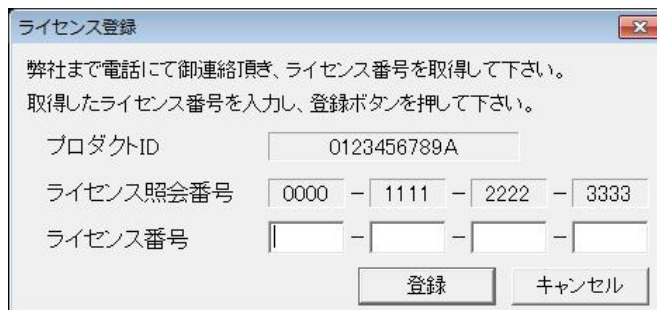 ライセンス登録
弊社まで電話にて御連絡頂き、ライセンス番号を取得して下さい。
取得したライセンス番号を入力し、登録ボタンを押して下さい。
プロダクトID 0123456789A
ライセンス照会番号 0000 - 1111 - 2222 - 3333
ライセンス番号 - - -
登録 キャンセル